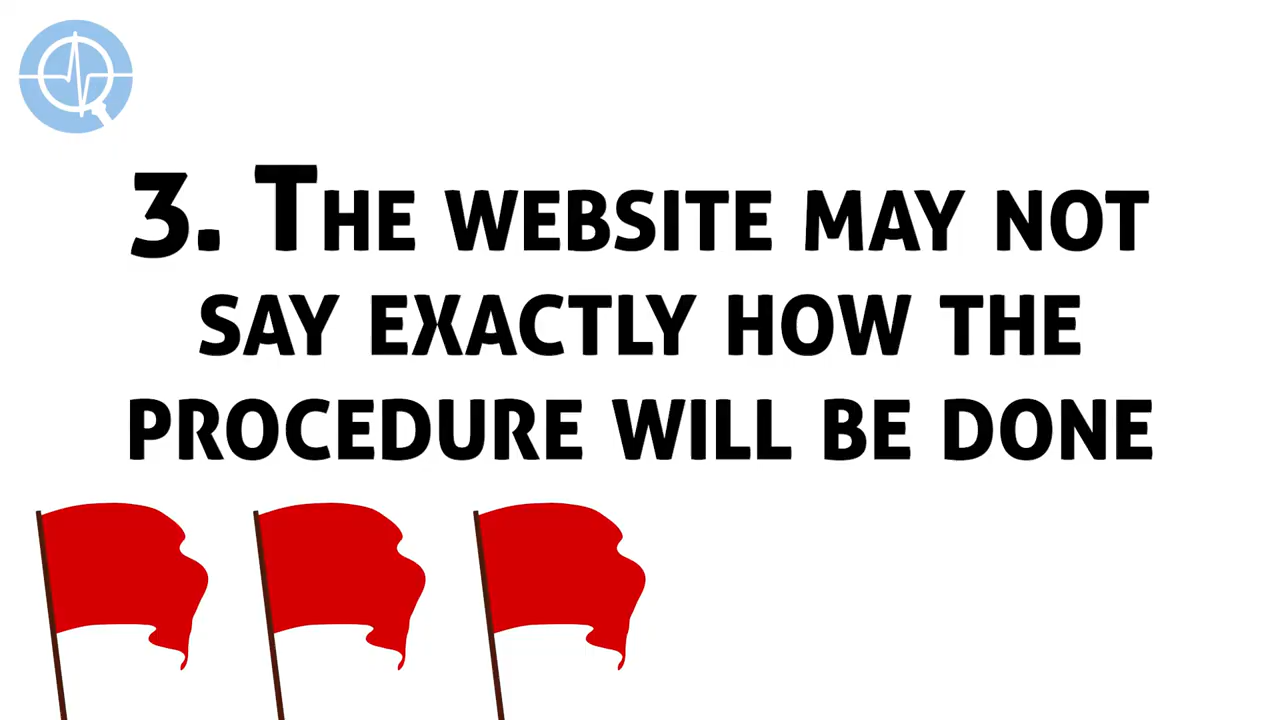 3. The website may not
say exactly how the
procedure will be done